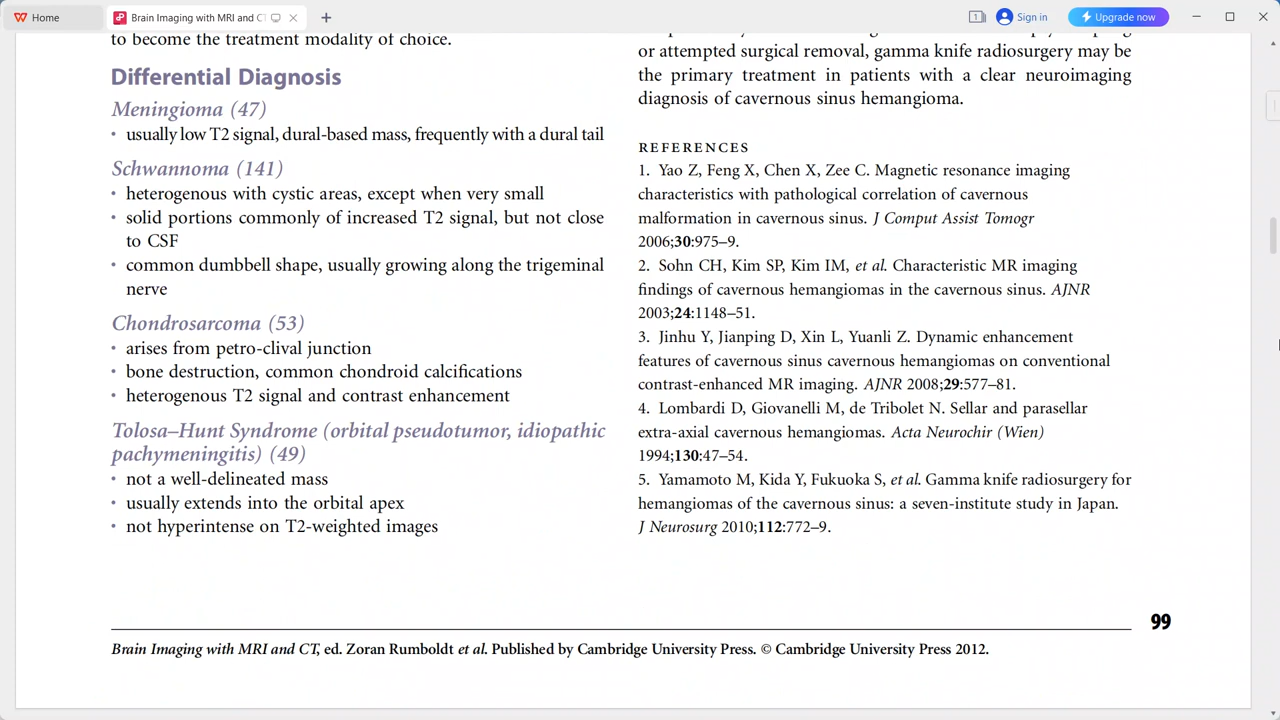 Home
Brain Imaging with MRI and C
1
Sign in
Upgrade now
to become the treatment modality of choice.
Differential Diagnosis
Meningioma (47)
• usually low T2 signal, dural-based mass, frequently with a dural tail
Schwannoma (141)
• heterogenous with cystic areas, except when very small
• solid portions commonly of increased T2 signal, but not close
to CSF
• common dumbbell shape, usually growing along the trigeminal
nerve
Chondrosarcoma (53)
• arises from petro-clival junction
• bone destruction, common chondroid calcifications
• heterogenous T2 signal and contrast enhancement
Tolosa–Hunt Syndrome (orbital pseudotumor, idiopathic
pachymeningitis) (49)
• not a well-delineated mass
• usually extends into the orbital apex
• not hyperintense on T2-weighted images
or attempted surgical removal, gamma knife radiosurgery may be
the primary treatment in patients with a clear neuroimaging
diagnosis of cavernous sinus hemangioma.
REFERENCES
1. Yao Z, Feng X, Chen X, Zee C. Magnetic resonance imaging
characteristics with pathological correlation of cavernous
malformation in cavernous sinus. J Comput Assist Tomogr
2006;30:975–9.
2. Sohn CH, Kim SP, Kim IM, et al. Characteristic MR imaging
findings of cavernous hemangiomas in the cavernous sinus. AJNR
2003;24:1148–51.
3. Jinhu Y, Jianping D, Xin L, Yuanli Z. Dynamic enhancement
features of cavernous sinus cavernous hemangiomas on conventional
contrast-enhanced MR imaging. AJNR 2008;29:577–81.
4. Lombardi D, Giovanelli M, de Tribolet N. Sellar and parasellar
extra-axial cavernous hemangiomas. Acta Neurochir (Wien)
1994;130:47–54.
5. Yamamoto M, Kida Y, Fukuoka S, et al. Gamma knife radiosurgery for
hemangiomas of the cavernous sinus: a seven-institute study in Japan.
J Neurosurg 2010;112:772–9.
99
Brain Imaging with MRI and CT, ed. Zoran Rumboldt et al. Published by Cambridge University Press. © Cambridge University Press 2012.